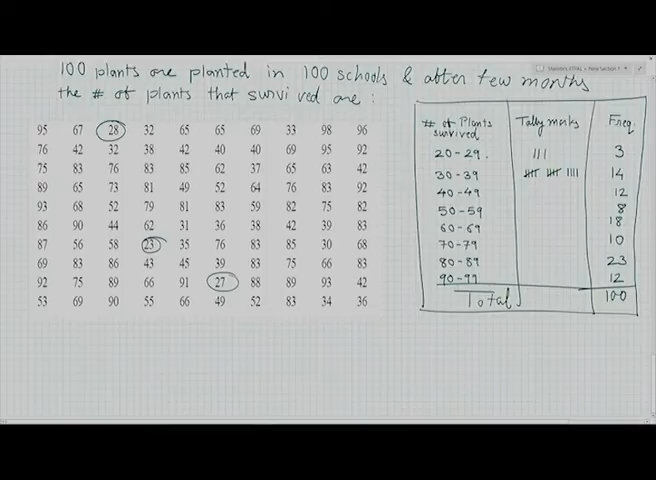 Statistics XTRAL > New Section 1
100 plants are planted in 100 schools & after few months
the # of plants that survived are :
95 67 28 32 65 65 69 33 98 96
76 42 32 38 42 40 40 69 95 92
75 83 76 83 85 62 37 65 63 42
89 65 73 81 49 52 64 76 83 92
93 68 52 79 81 83 59 82 75 82
86 90 44 62 31 36 38 42 39 83
87 56 58 23 35 76 83 85 30 68
69 83 86 43 45 39 83 75 66 83
92 75 89 66 91 27 88 89 93 42
53 69 90 55 66 49 52 83 34 36
# of Plants survived Tally marks Freq.
20-29 3
30-39 14
40-49 12
50-59 8
60-69 18
70-79 10
80-89 23
90-99 12
Total 100